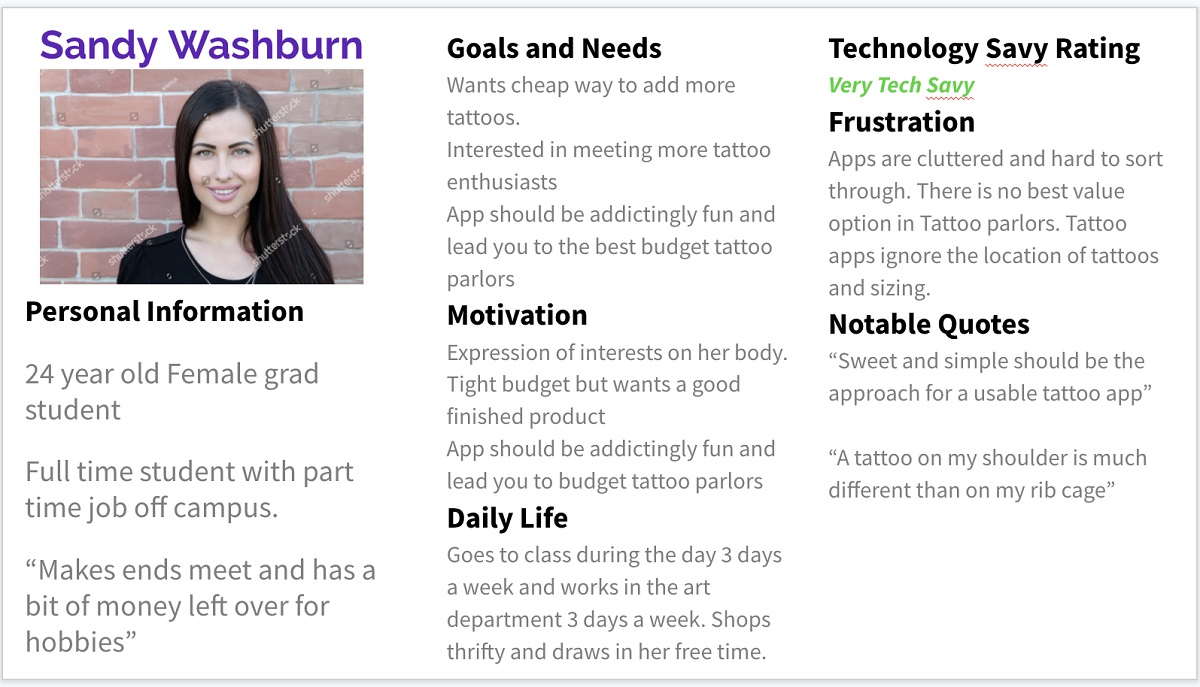 Sandy Washburn
shutterstock
shutterstock
shutterstock
shutterstock
shutterstock
Personal Information
24 year old Female grad
student
Full time student with part
time job off campus.
“Makes ends meet and has a
bit of money left over for
hobbies”
Goals and Needs
Wants cheap way to add more
tattoos.
Interested in meeting more tattoo
enthusiasts
App should be addictingly fun and
lead you to the best budget tattoo
parlors
Motivation
Expression of interests on her body.
Tight budget but wants a good
finished product
App should be addictingly fun and
lead you to budget tattoo parlors
Daily Life
Goes to class during the day 3 days
a week and works in the art
department 3 days a week. Shops
thrifty and draws in her free time.
Technology Savy Rating
Very Tech Savy
Frustration
Apps are cluttered and hard to sort
through. There is no best value
option in Tattoo parlors. Tattoo
apps ignore the location of tattoos
and sizing.
Notable Quotes
“Sweet and simple should be the
approach for a usable tattoo app”
“A tattoo on my shoulder is much
different than on my rib cage”